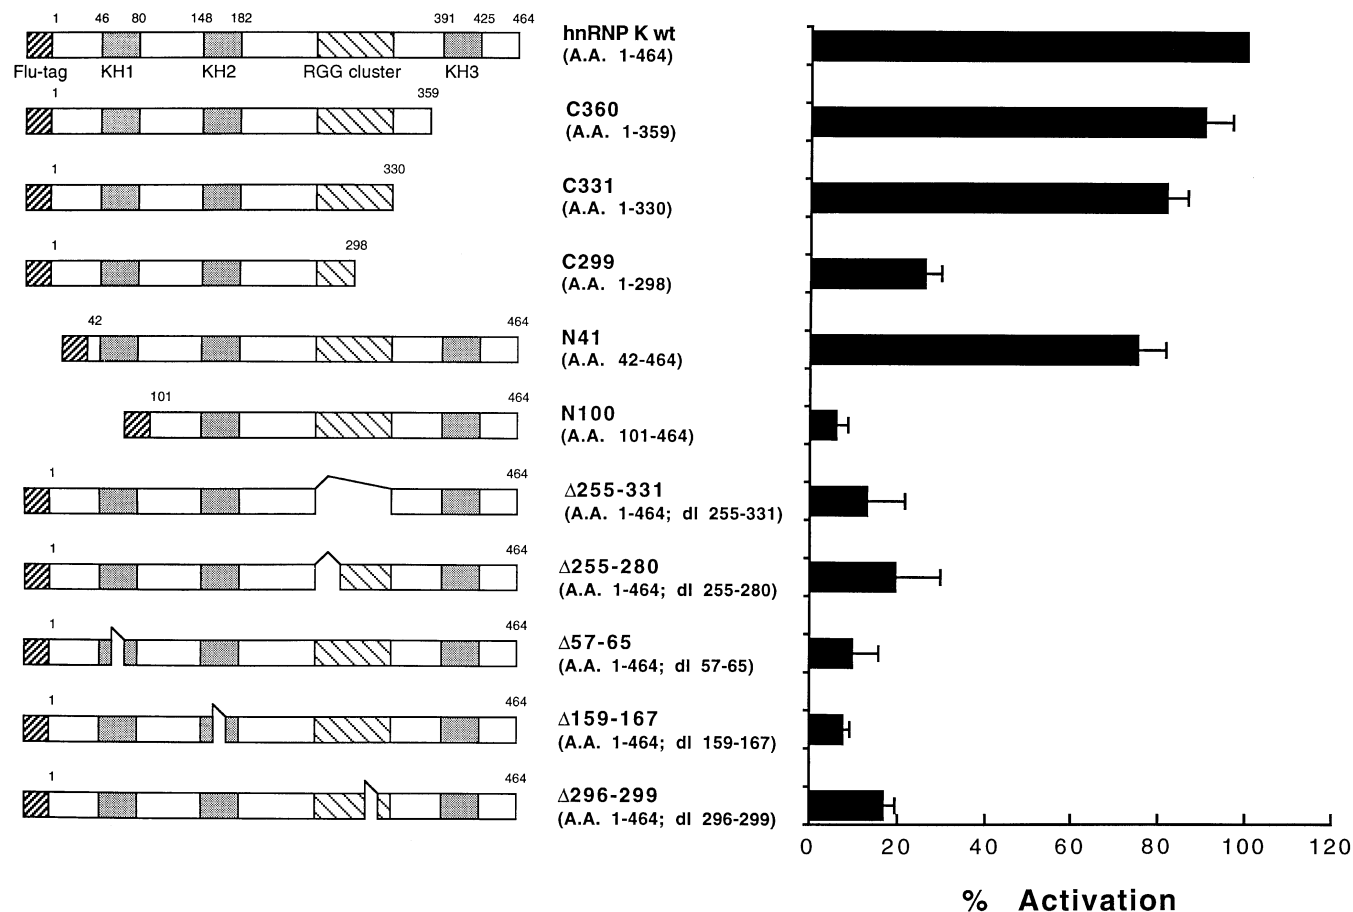 1 46 80 148 182 391 425 464
hnRNP K wt
(A.A. 1-464)
Flu-tag KH1 KH2 RGG cluster KH3
1 359
C360
(A.A. 1-359)
1 330
C331
(A.A. 1-330)
1 298
C299
(A.A. 1-298)
42 464
N41
(A.A. 42-464)
101 464
N100
(A.A. 101-464)
1 464
Δ255-331
(A.A. 1-464; dl 255-331)
1 464
Δ255-280
(A.A. 1-464; dl 255-280)
1 464
Δ57-65
(A.A. 1-464; dl 57-65)
1 464
Δ159-167
(A.A. 1-464; dl 159-167)
1 464
Δ296-299
(A.A. 1-464; dl 296-299)
0 20 40 60 80 100 120
% Activation